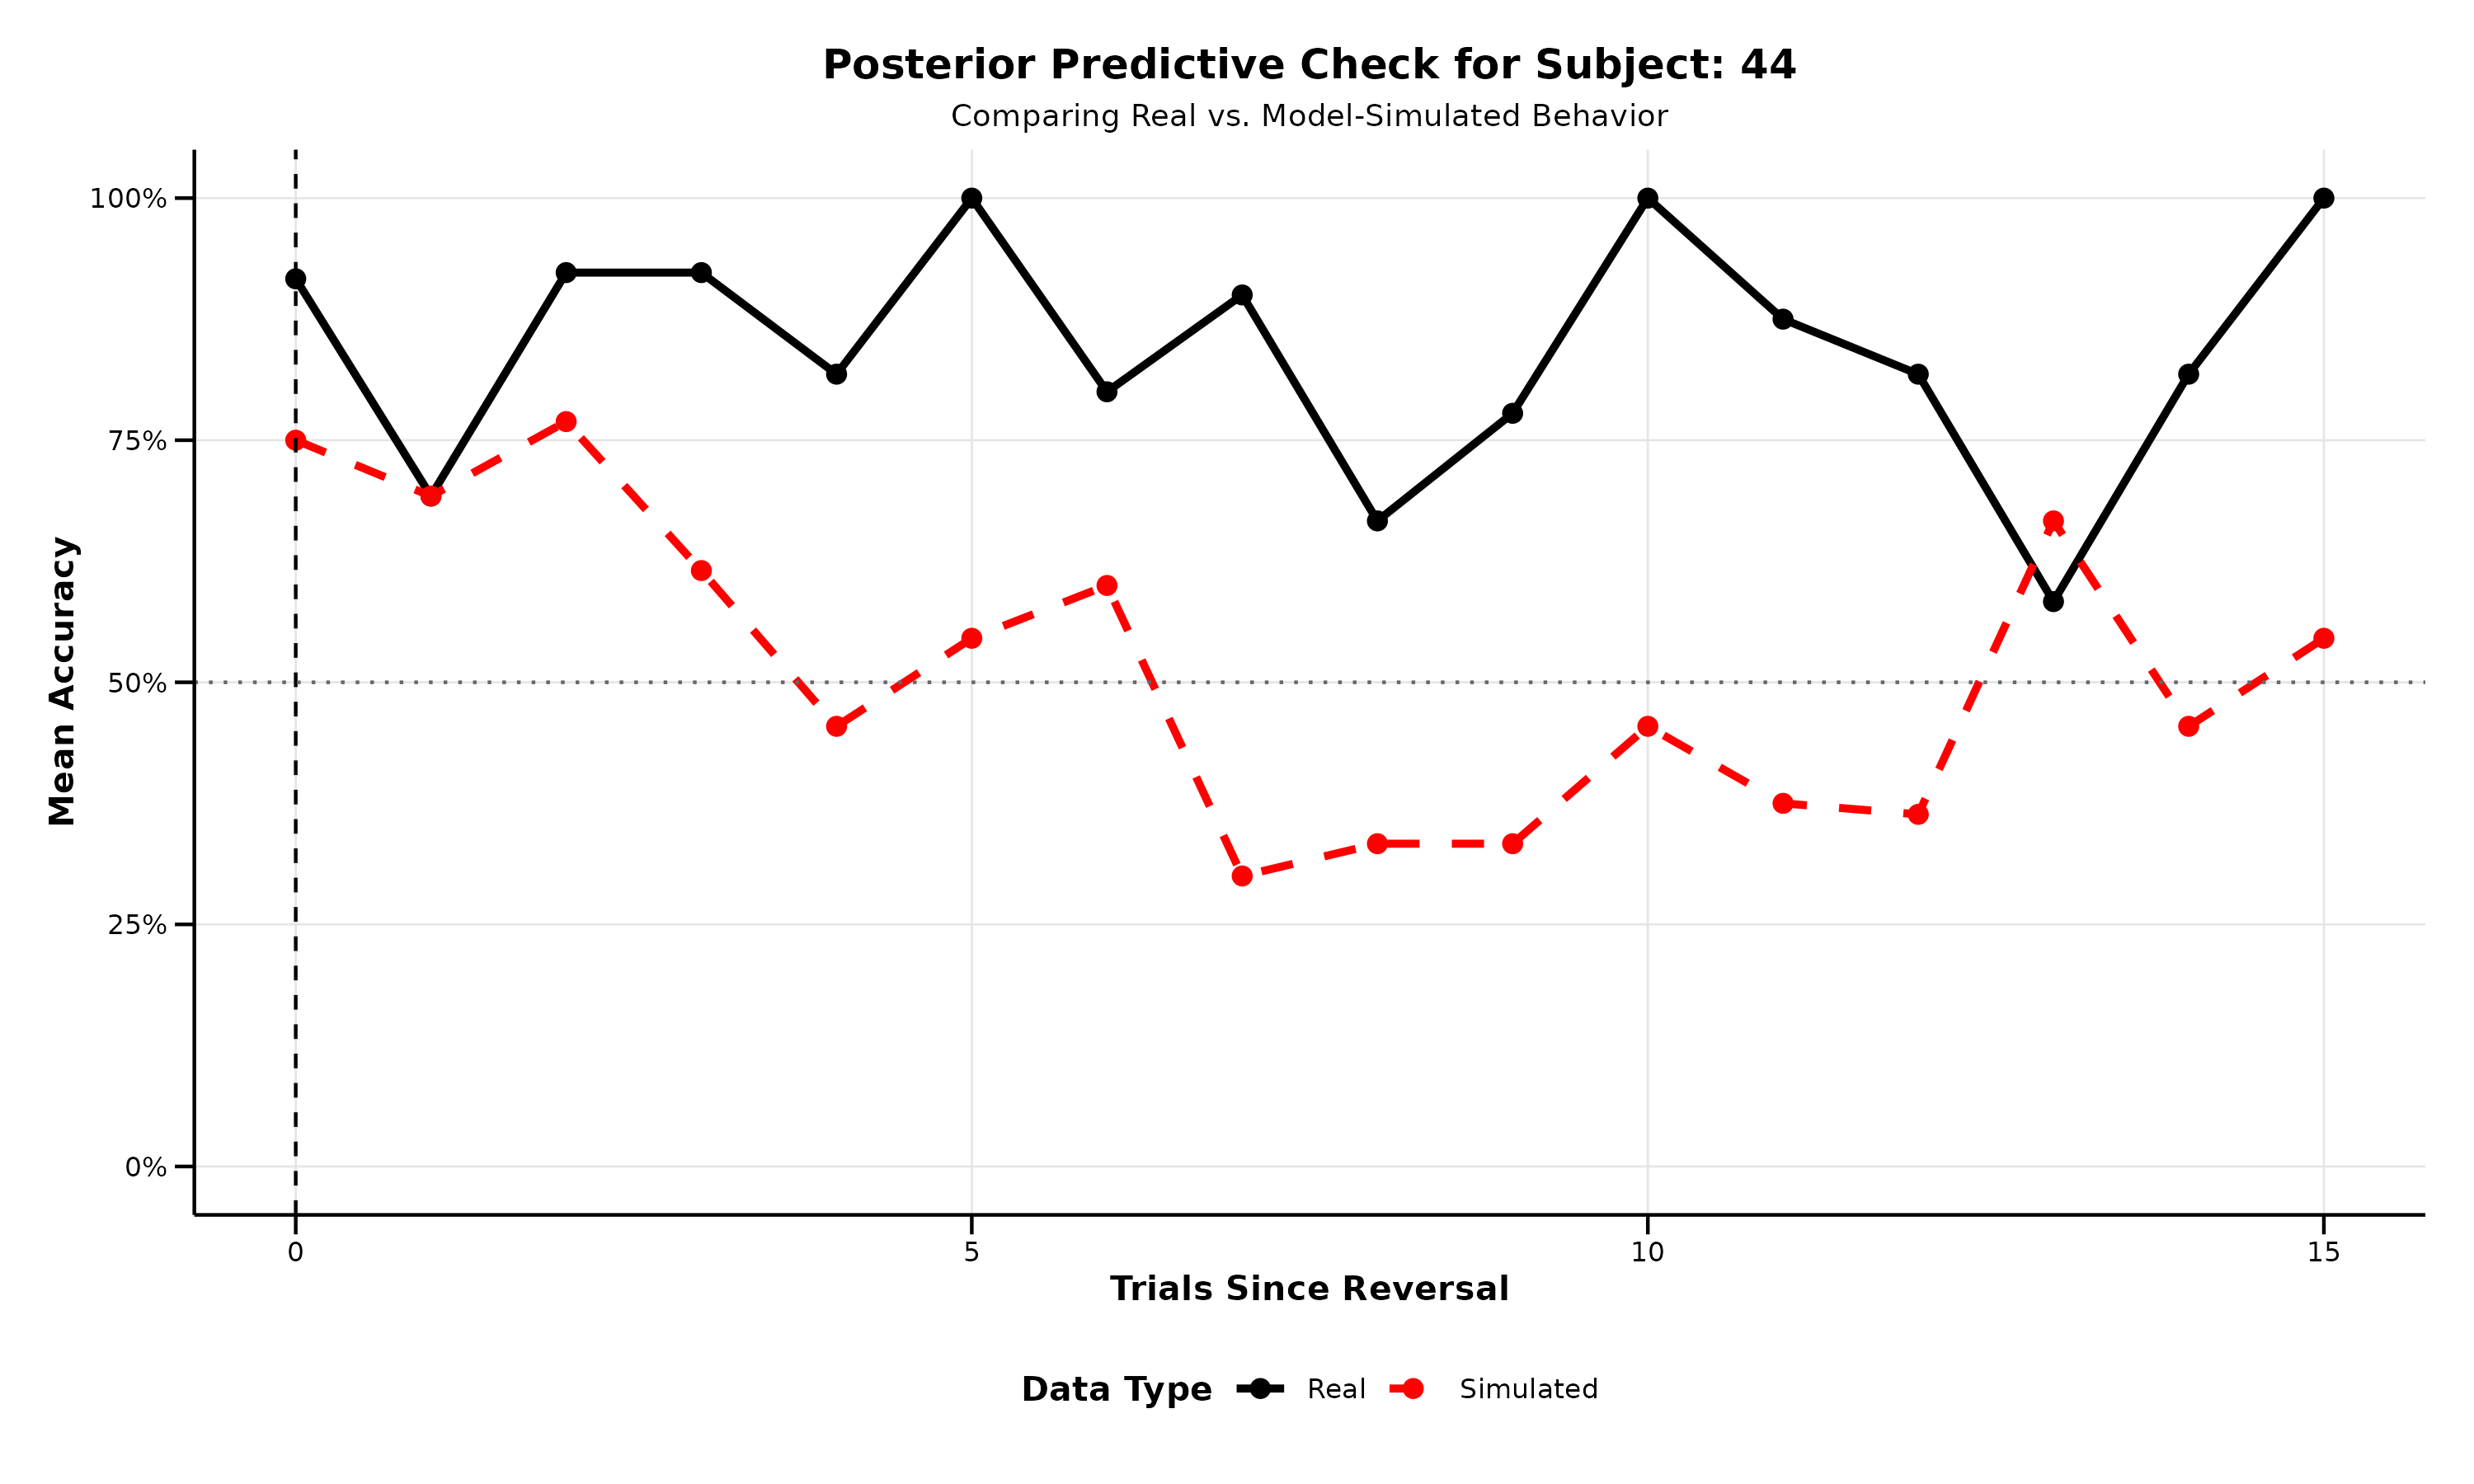 Posterior Predictive Check for Subject: 44
Comparing Real vs. Model-Simulated Behavior
100%
75%
50%
25%
0%
Mean Accuracy
0 5 10 15
Trials Since Reversal
Data Type Real Simulated